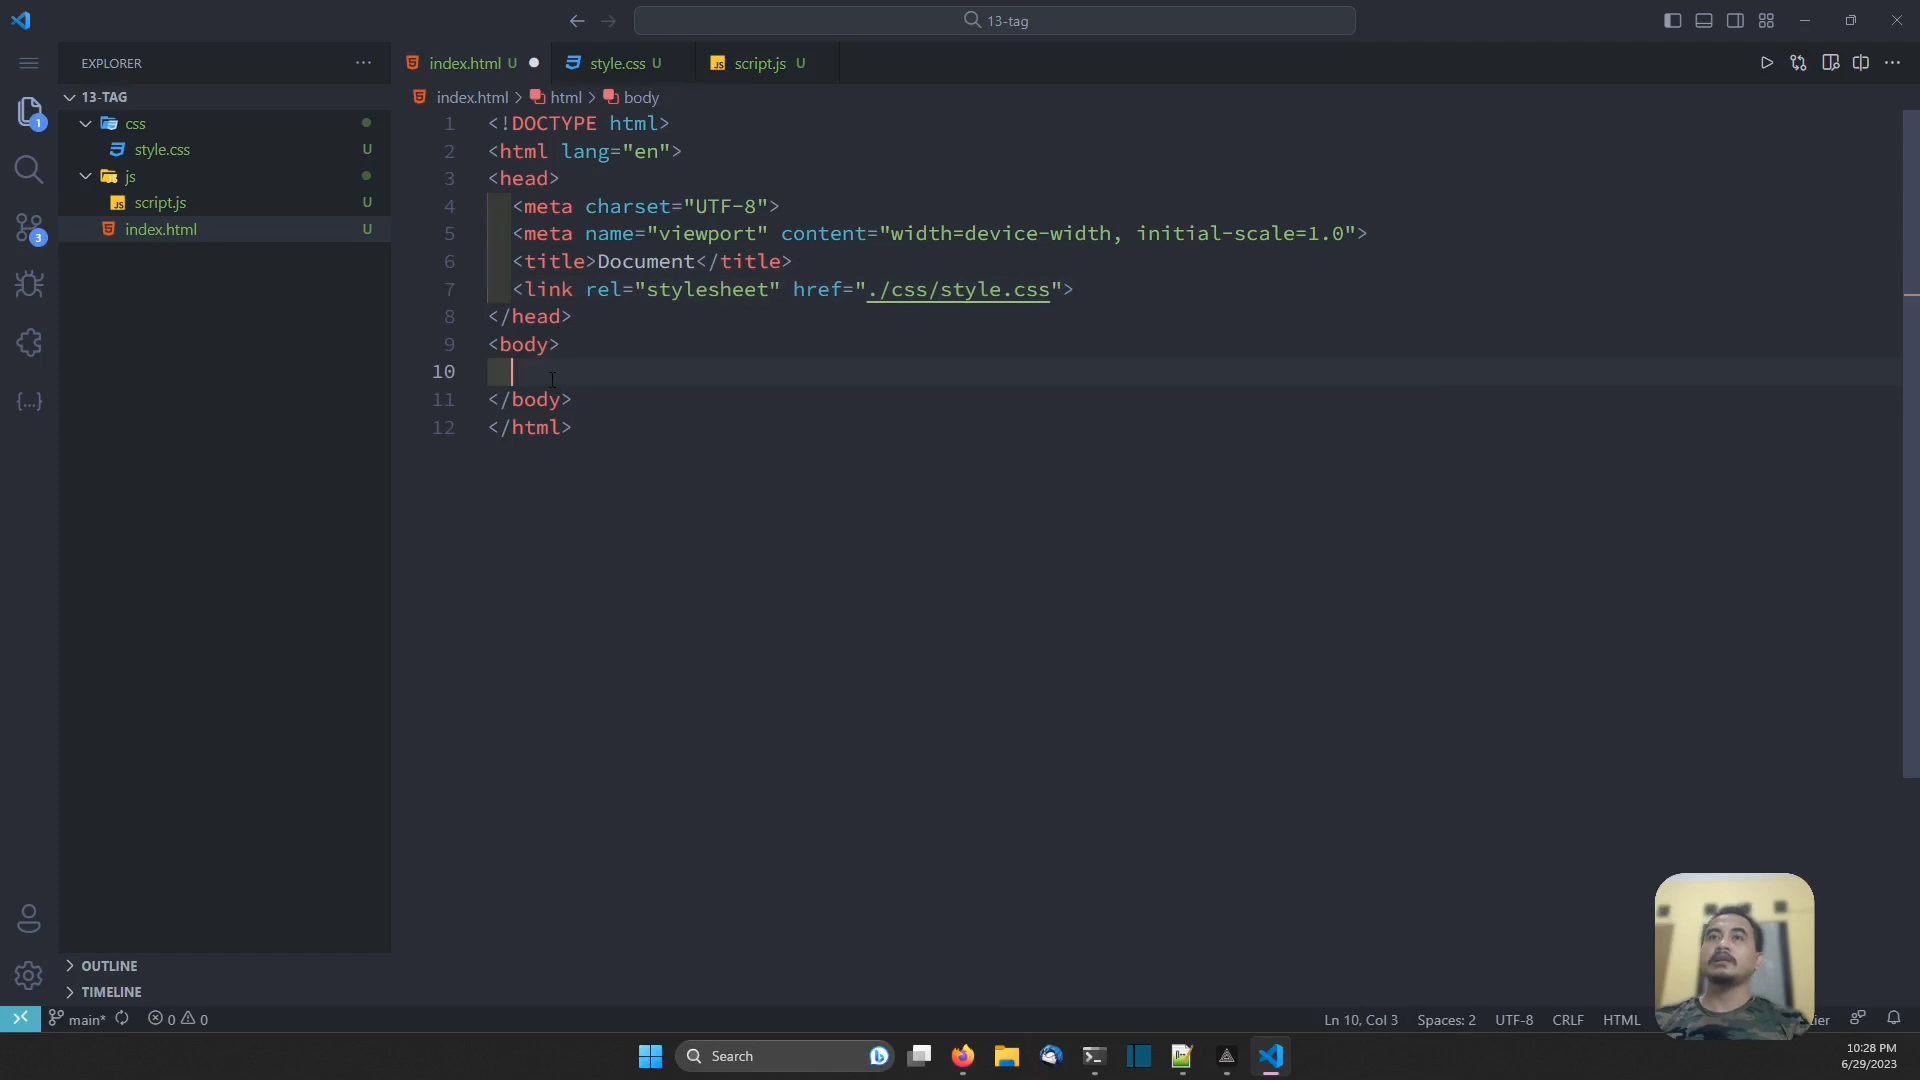 13-tag
EXPLORER
index.html U
style.css U
script.js U
13-TAG
index.html > html > body
css
style.css U
js
script.js U
index.html U
1 <!DOCTYPE html>
2 <html lang="en">
3 <head>
4 <meta charset="UTF-8">
5 <meta name="viewport" content="width=device-width, initial-scale=1.0">
6 <title>Document</title>
7 <link rel="stylesheet" href="./css/style.css">
8 </head>
9 <body>
10
11 </body>
12 </html>
1
3
OUTLINE
TIMELINE
main* 0 0
Ln 10, Col 3 Spaces: 2 UTF-8 CRLF HTML
Search
10:28 PM
6/29/2023